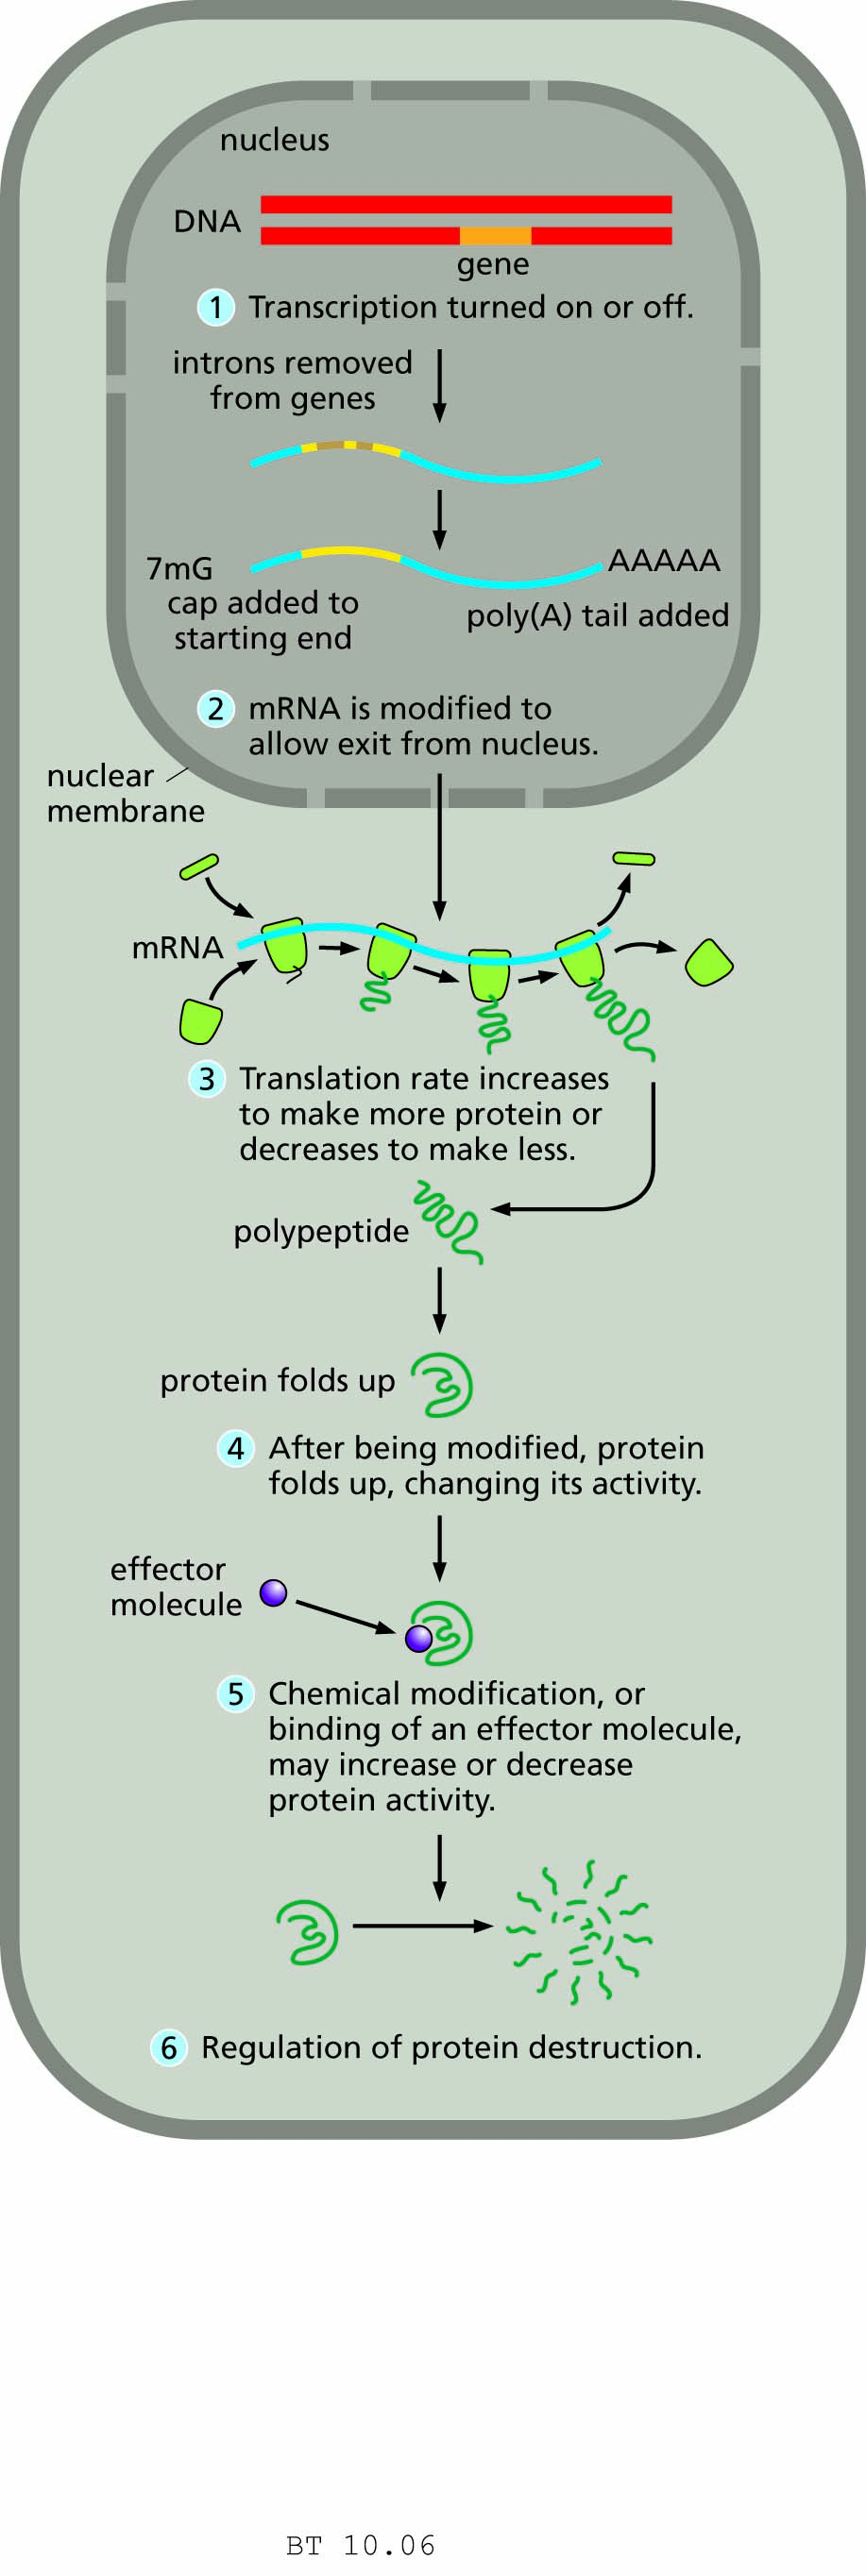 nucleus
DNA
gene
1 Transcription turned on or off.
introns removed
from genes
7mG
AAAAA
cap added to
starting end
poly(A) tail added
2 mRNA is modified to
allow exit from nucleus.
nuclear
membrane
mRNA
3 Translation rate increases
to make more protein or
decreases to make less.
polypeptide
protein folds up
4 After being modified, protein
folds up, changing its activity.
effector
molecule
5 Chemical modification, or
binding of an effector molecule,
may increase or decrease
protein activity.
6 Regulation of protein destruction.
BT 10.06